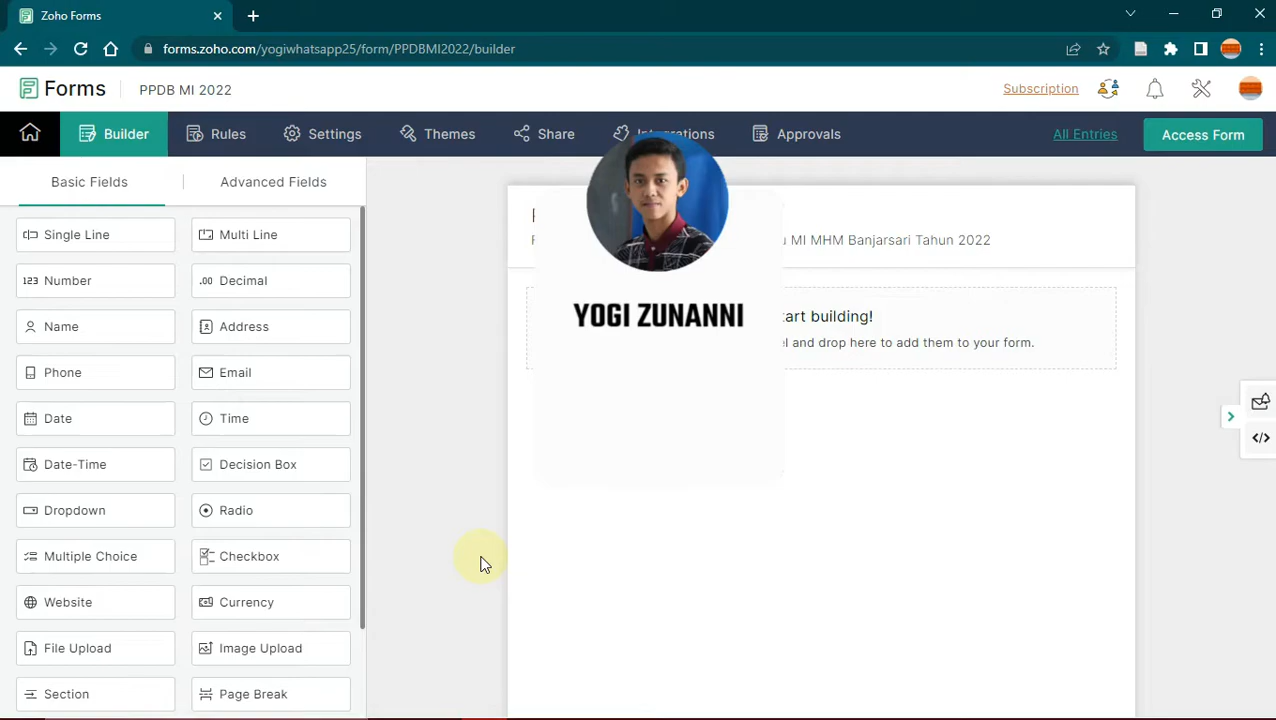 Zoho Forms
forms.zoho.com/yogiwhatsapp25/form/PPDBMI2022/builder
Forms
PPDB MI 2022
Subscription
Builder
Rules
Settings
Themes
Share
Integrations
Approvals
All Entries
Access Form
Basic Fields
Advanced Fields
Single Line
Multi Line
123 Number
.00 Decimal
Name
Address
Phone
Email
Date
Time
Date-Time
Decision Box
Dropdown
Radio
Multiple Choice
Checkbox
Website
Currency
File Upload
Image Upload
Section
Page Break
MI MHM Banjarsari Tahun 2022
YOGI ZUNANNI
building!
and drop here to add them to your form.